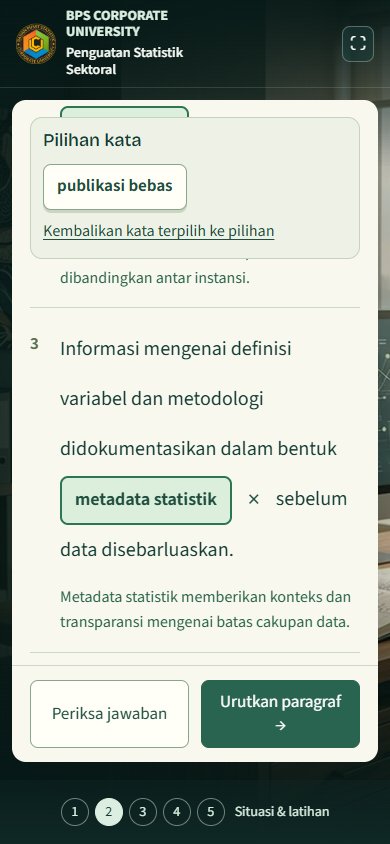 BPS CORPORATE
UNIVERSITY
Penguatan Statistik
Sektoral
Pilihan kata
publikasi bebas
Kembalikan kata terpilih ke pilihan
dibandingkan antar instansi.
3
Informasi mengenai definisi
variabel dan metodologi
didokumentasikan dalam bentuk
metadata statistik × sebelum
data disebarluaskan.
Metadata statistik memberikan konteks dan
transparansi mengenai batas cakupan data.
Periksa jawaban
Urutkan paragraf
→
1 2 3 4 5 Situasi & latihan